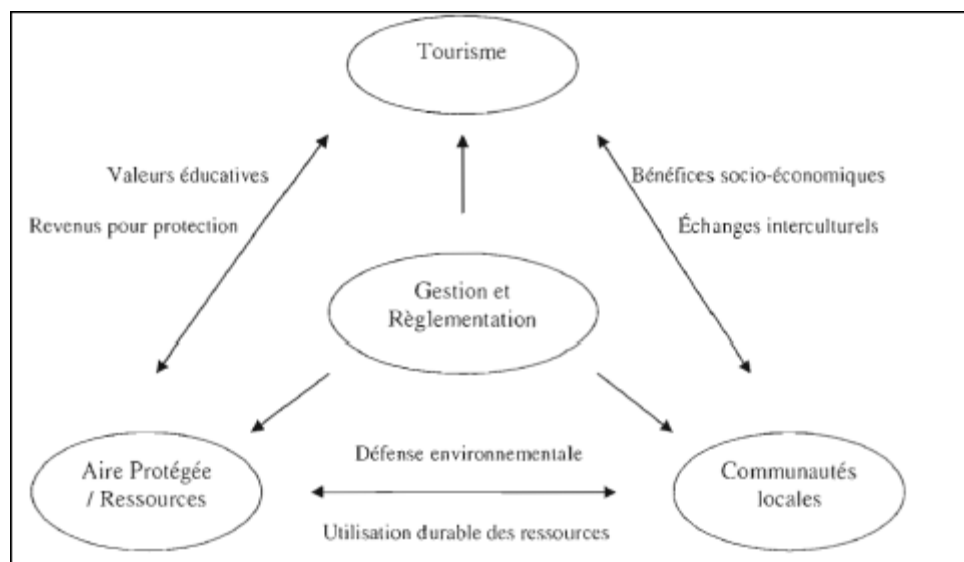 Tourisme
Valeurs éducatives
Bénéfices socio-économiques
Revenus pour protection
Échanges interculturels
Gestion et
Règlementation
Défense environnementale
Aire Protégée
/ Ressources
Communautés
locales
Utilisation durable des ressources